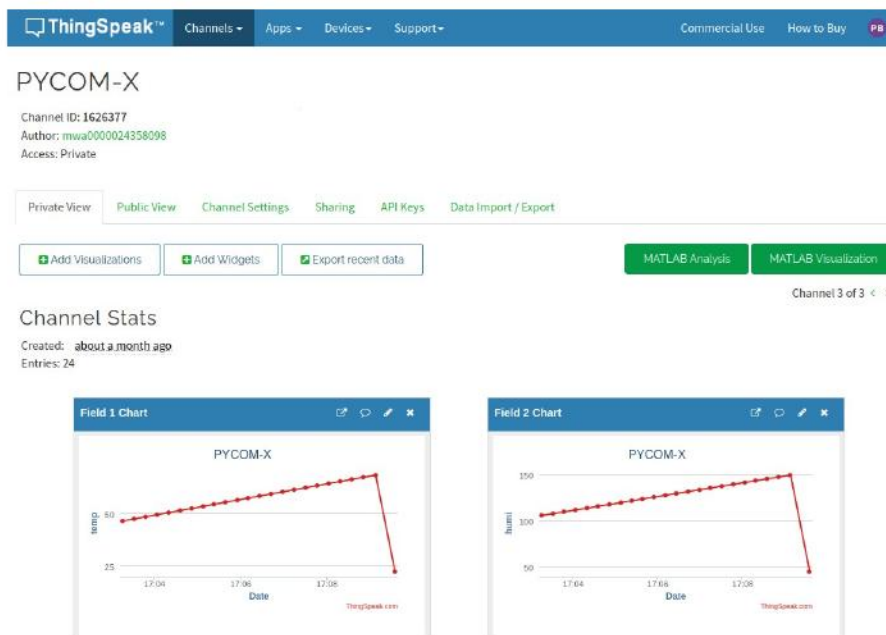 ThingSpeak™ Channels Apps Devices Support Commercial Use How to Buy PB
PYCOM-X
Channel ID: 1626377
Author: mwa0000024358098
Access: Private
Private View Public View Channel Settings Sharing API Keys Data Import / Export
Add Visualizations Add Widgets Export recent data MATLAB Analysis MATLAB Visualization
Channel 3 of 3 <
Channel Stats
Created: about a month ago
Entries: 24
Field 1 Chart
PYCOM-X
temp
50
25
17:04 17:06 17:08
Date
ThingSpeak.com
Field 2 Chart
PYCOM-X
humi
150
100
50
17:04 17:06 17:08
Date
ThingSpeak.com